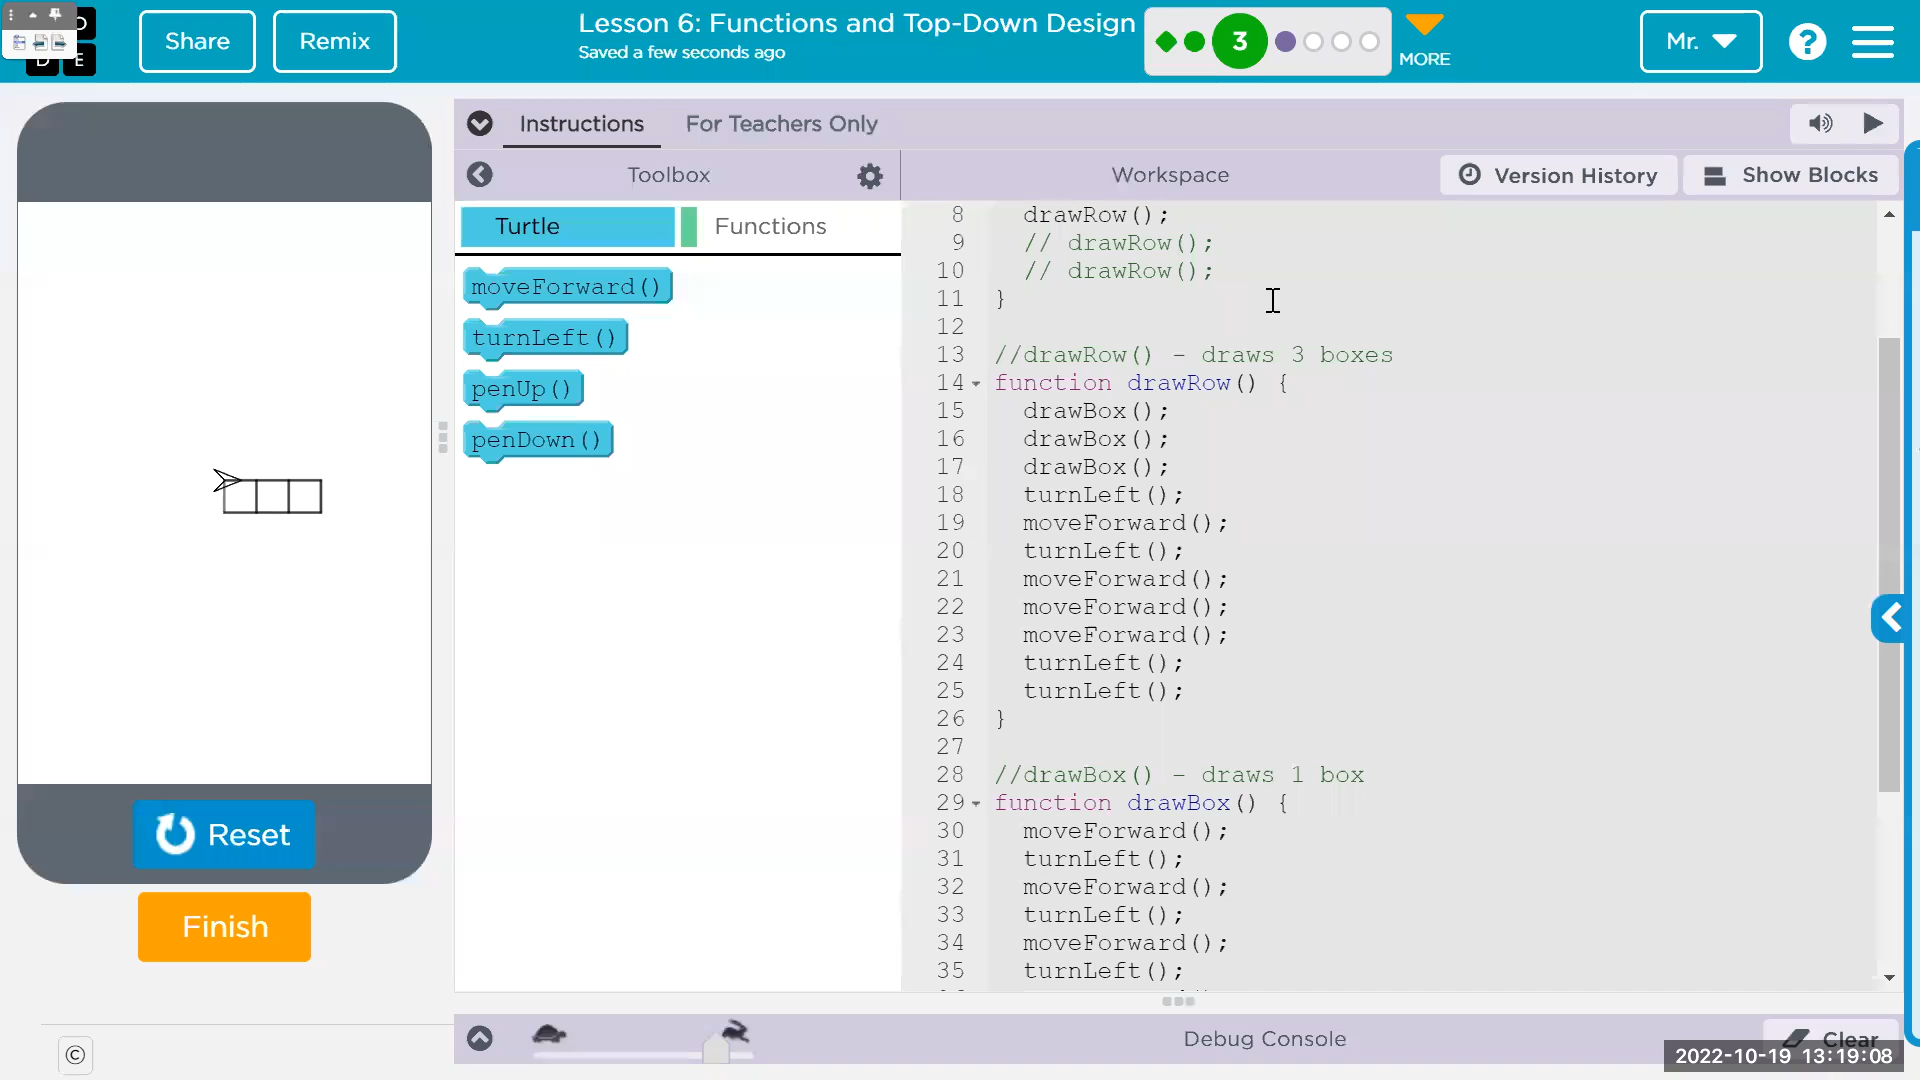 D E
Share
Remix
Lesson 6: Functions and Top-Down Design
Saved a few seconds ago
3
MORE
Mr.
?
Instructions
For Teachers Only
Toolbox
Workspace
Version History
Show Blocks
Turtle
Functions
moveForward()
turnLeft()
penUp()
penDown()
8 drawRow();
9 // drawRow();
10 // drawRow();
11 }
12
13 //drawRow() - draws 3 boxes
14 function drawRow() {
15 drawBox();
16 drawBox();
17 drawBox();
18 turnLeft();
19 moveForward();
20 turnLeft();
21 moveForward();
22 moveForward();
23 moveForward();
24 turnLeft();
25 turnLeft();
26 }
27
28 //drawBox() - draws 1 box
29 function drawBox() {
30 moveForward();
31 turnLeft();
32 moveForward();
33 turnLeft();
34 moveForward();
35 turnLeft();
Reset
Finish
©
Debug Console
Clear
2022-10-19 13:19:08